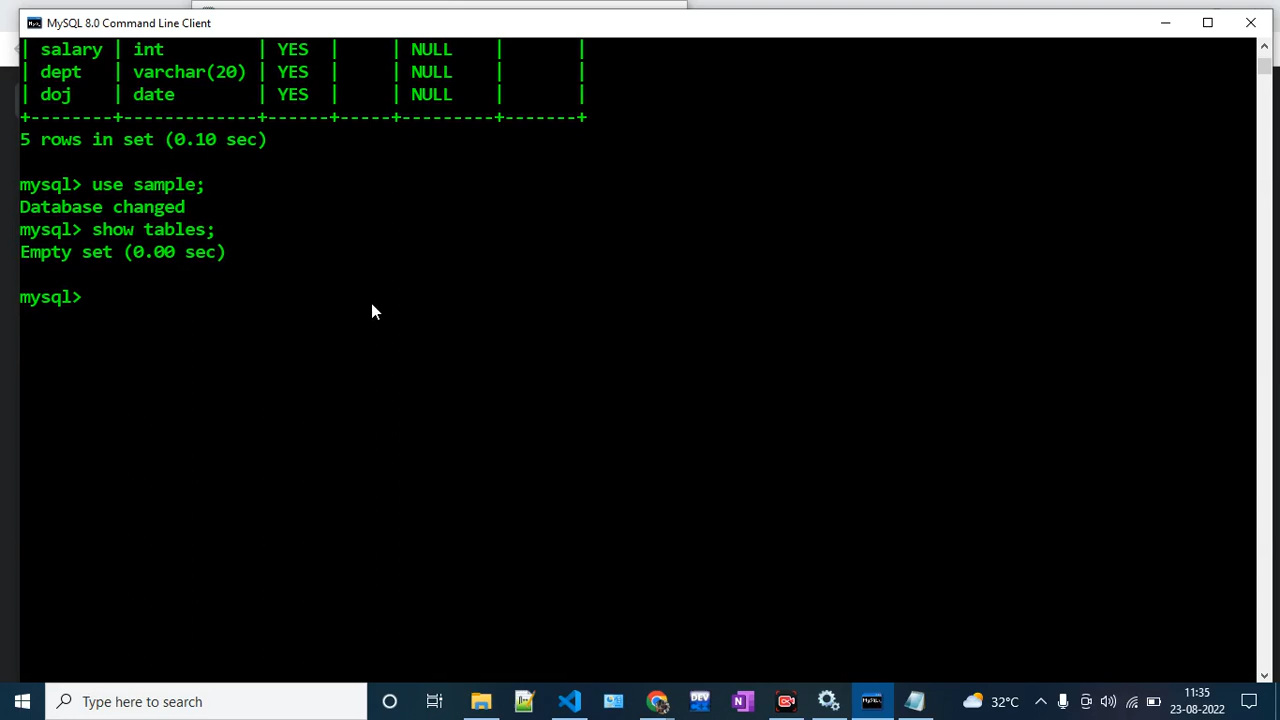 MySQL 8.0 Command Line Client
| salary | int | YES | | NULL | |
| dept | varchar(20) | YES | | NULL | |
| doj | date | YES | | NULL | |
+--------+-------------+------+-----+---------+-------+
5 rows in set (0.10 sec)
mysql> use sample;
Database changed
mysql> show tables;
Empty set (0.00 sec)
mysql>
Type here to search
DEV
N
MySQL
32°C
11:35
23-08-2022